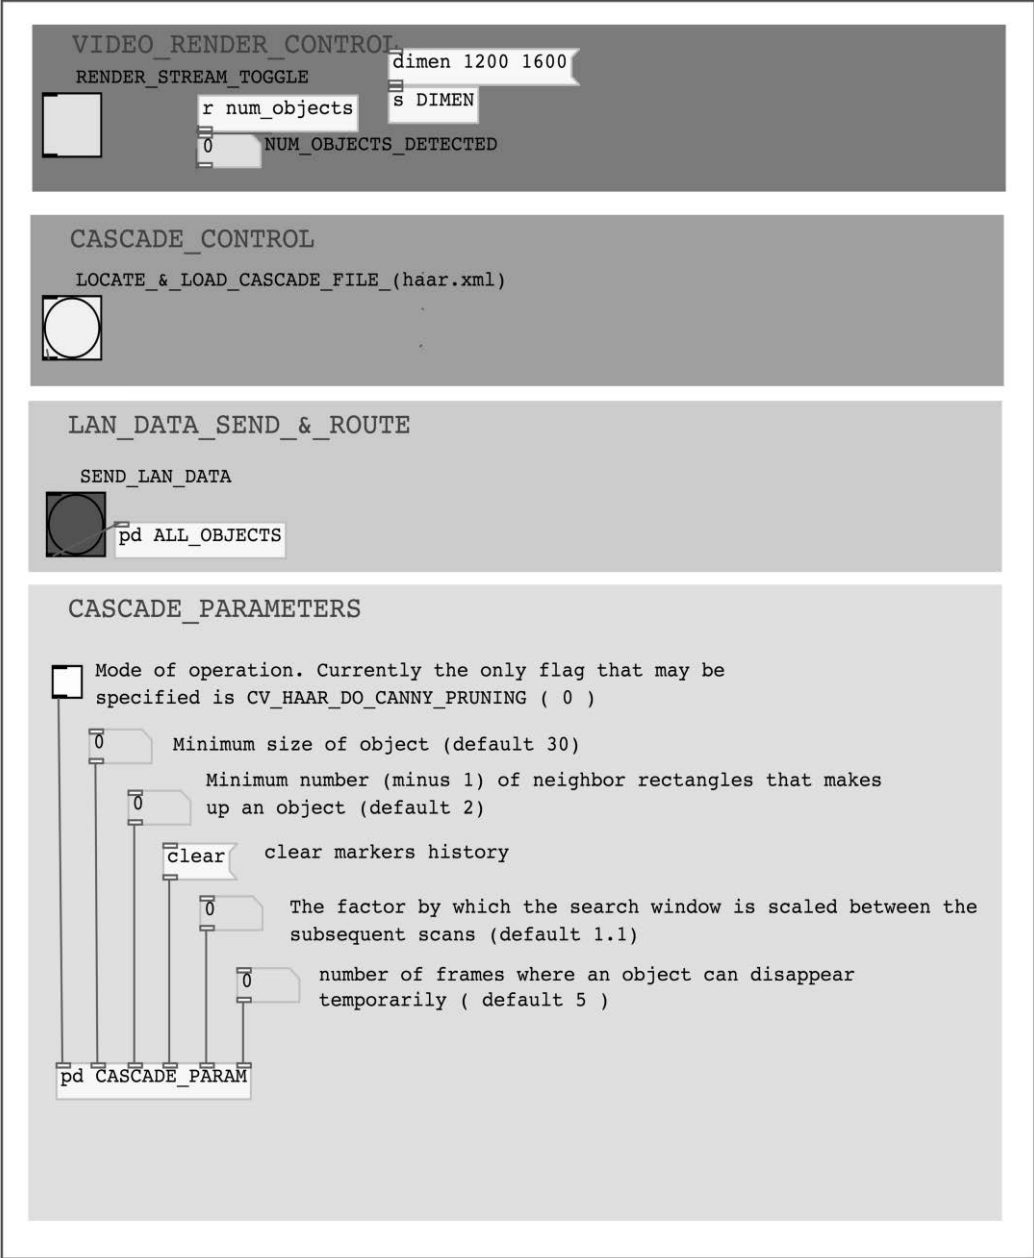 VIDEO_RENDER_CONTROL
dimen 1200 1600
RENDER_STREAM_TOGGLE
s DIMEN
r num_objects
0
NUM_OBJECTS_DETECTED
CASCADE_CONTROL
LOCATE_&_LOAD_CASCADE_FILE_(haar.xml)
LAN_DATA_SEND_&_ROUTE
SEND_LAN_DATA
pd ALL_OBJECTS
CASCADE_PARAMETERS
Mode of operation. Currently the only flag that may be
specified is CV_HAAR_DO_CANNY_PRUNING ( 0 )
0
Minimum size of object (default 30)
Minimum number (minus 1) of neighbor rectangles that makes
0
up an object (default 2)
clear
clear markers history
0
The factor by which the search window is scaled between the
subsequent scans (default 1.1)
0
number of frames where an object can disappear
temporarily ( default 5 )
pd CASCADE_PARAM